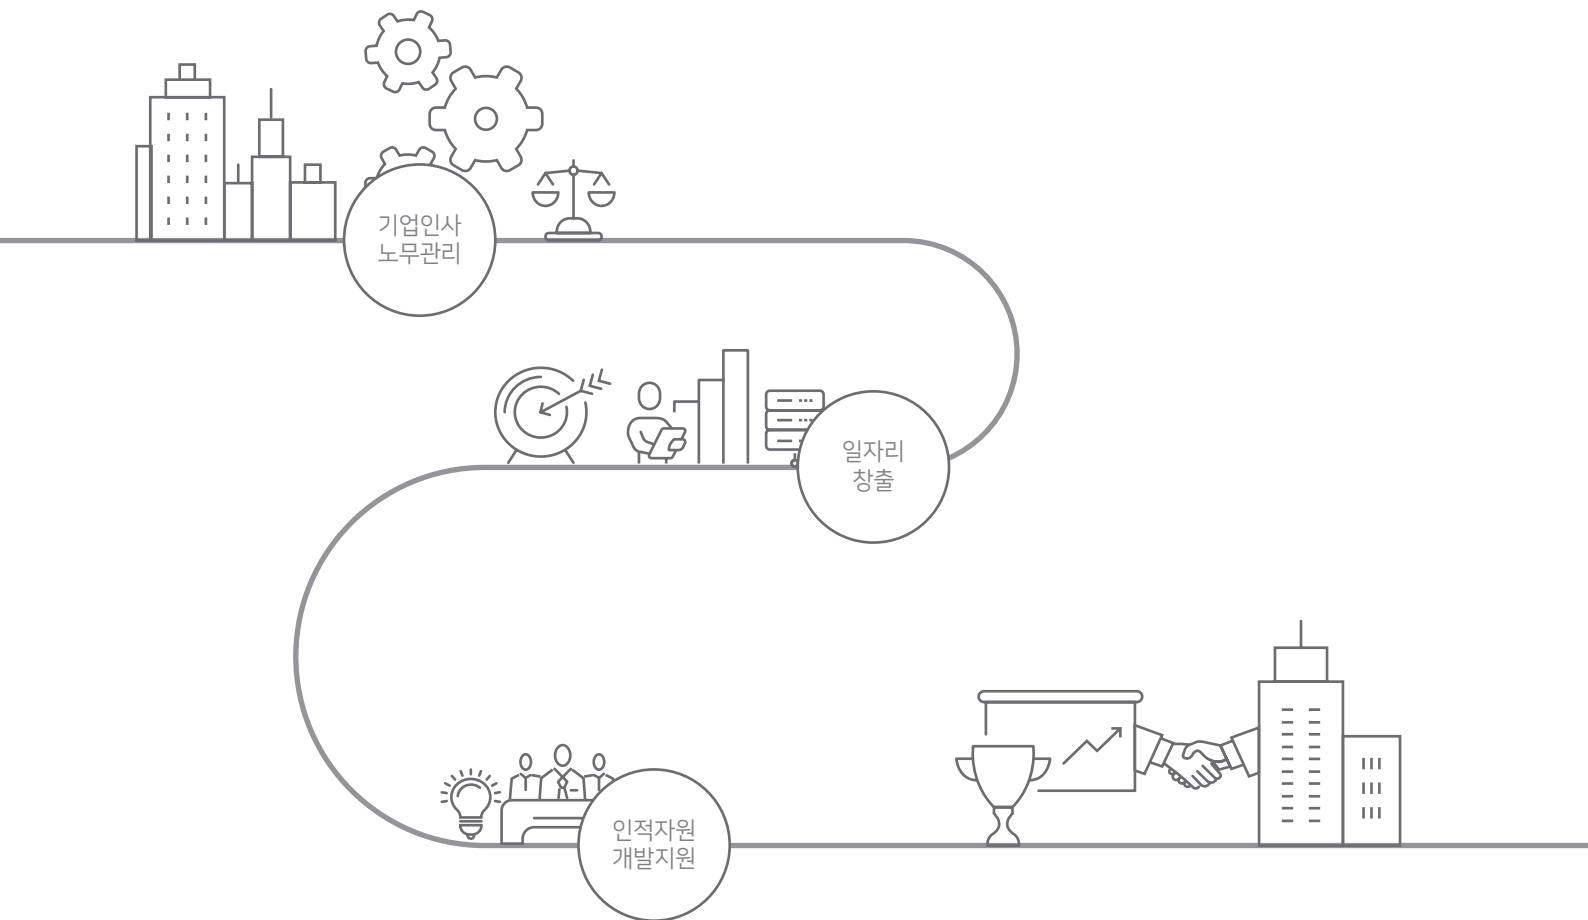 기업인사
노무관리
일자리
창출
인적자원
개발지원